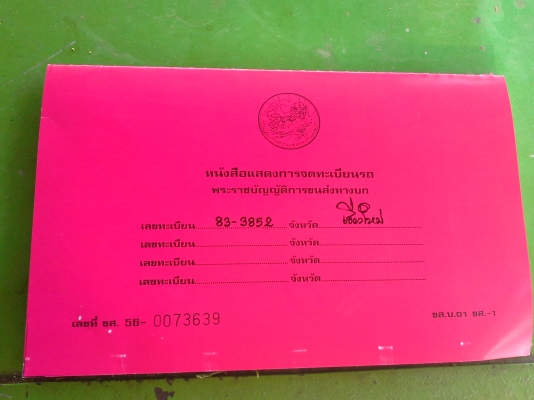 หนังสือแสดงการจดทะเบียนรถ
พระราชบัญญัติการขนส่งทางบก
เลขทะเบียน 83-3852 จังหวัด เชียงใหม่
เลขทะเบียน จังหวัด
เลขทะเบียน จังหวัด
เลขทะเบียน จังหวัด
เลขที่ ขส. 56- 0073639 ขส.บ.01 ขส.-1